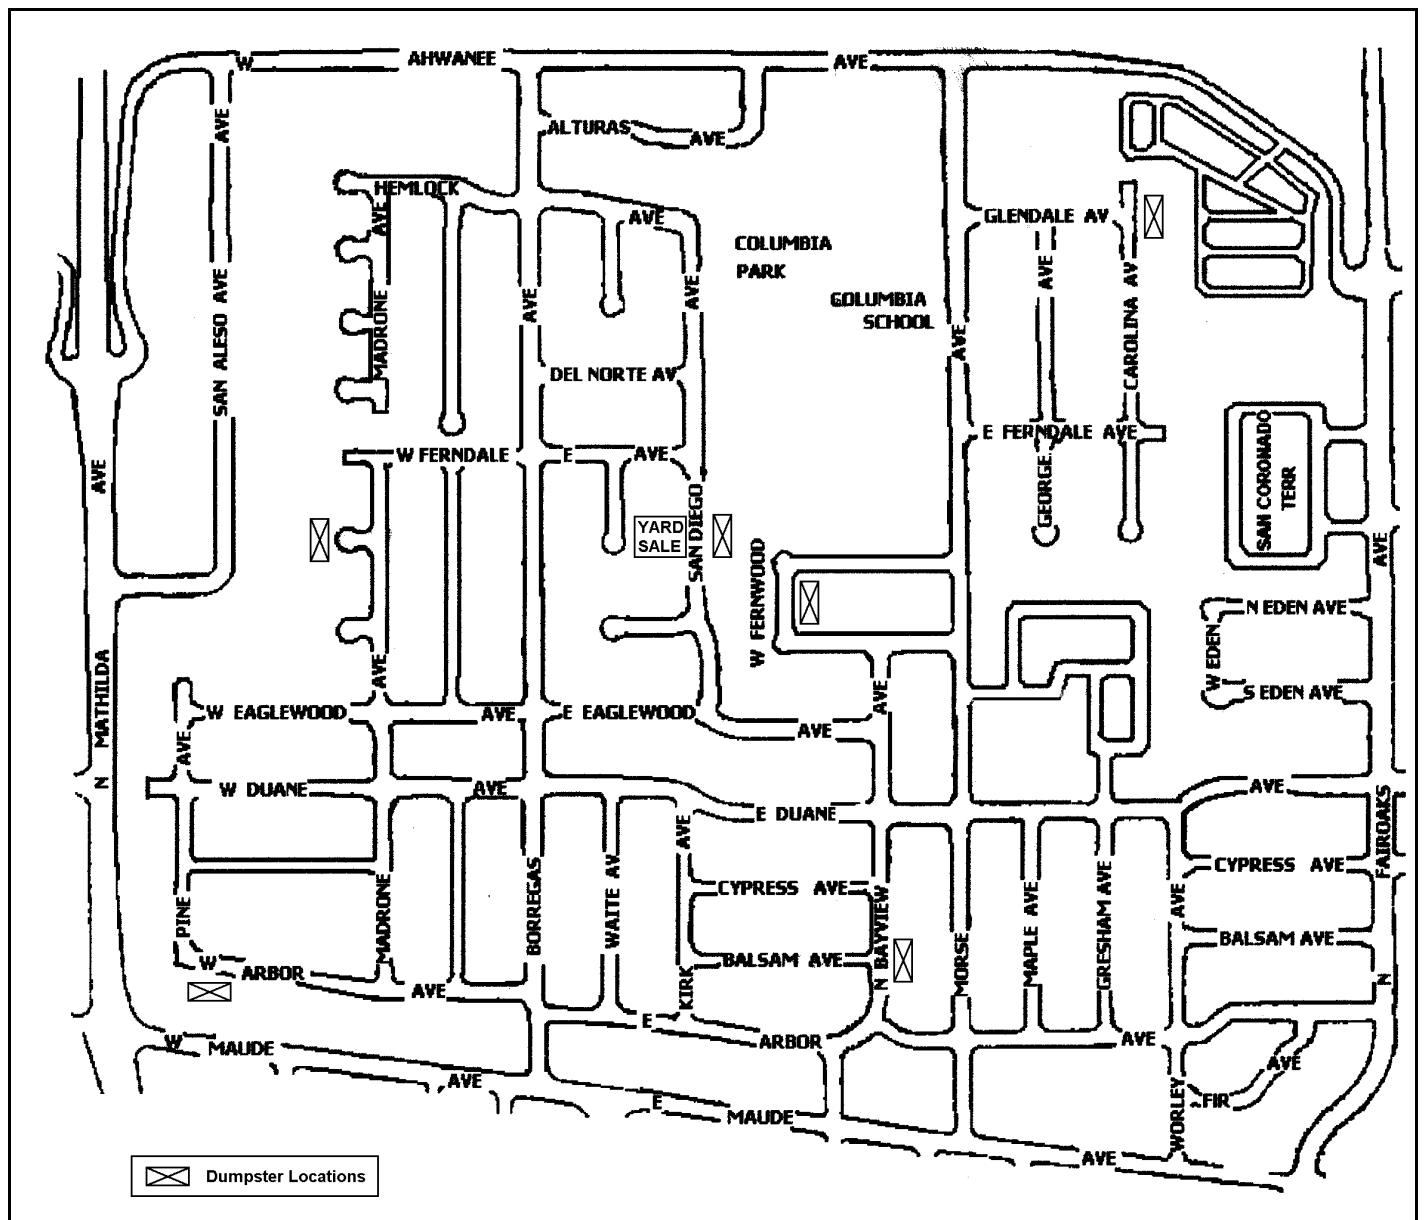 W AHWANEE AVE
AVE
ALTURAS AVE
HEMLOCK AVE
AVE
GLENDALE AV
COLUMBIA
PARK
GOLUMBIA
SCHOOL
SAN ALESO AVE
MADRONE
AVE
AVE
AVE
AVE
CAROLINA AV
DEL NORTE AV
W FERNDALE
E AVE
E FERNDALE AVE
GEORGE
SAN CORONADO
TERR
N MATHILDA
AVE
YARD
SALE
SAN DIEGO
W FERNWOOD
AVE
N EDEN AVE
W EDEN
S EDEN AVE
AVE
AVE
W EAGLEWOOD AVE
E EAGLEWOOD AVE
AVE
W DUANE AVE
E DUANE
AVE
AVE
CYPRESS AVE
CYPRESS AVE
N FAIROAKS
PINE
MADRONE
BORREGAS
WAITE AV
KIRK
N BAYVIEW
MORSE
MAPLE AVE
GRESHAM AVE
AVE
BALSAM AVE
BALSAM AVE
W ARBOR AVE
E ARBOR AVE
W MAUDE AVE
E MAUDE AVE
WORLEY
FIR AVE
Dumpster Locations